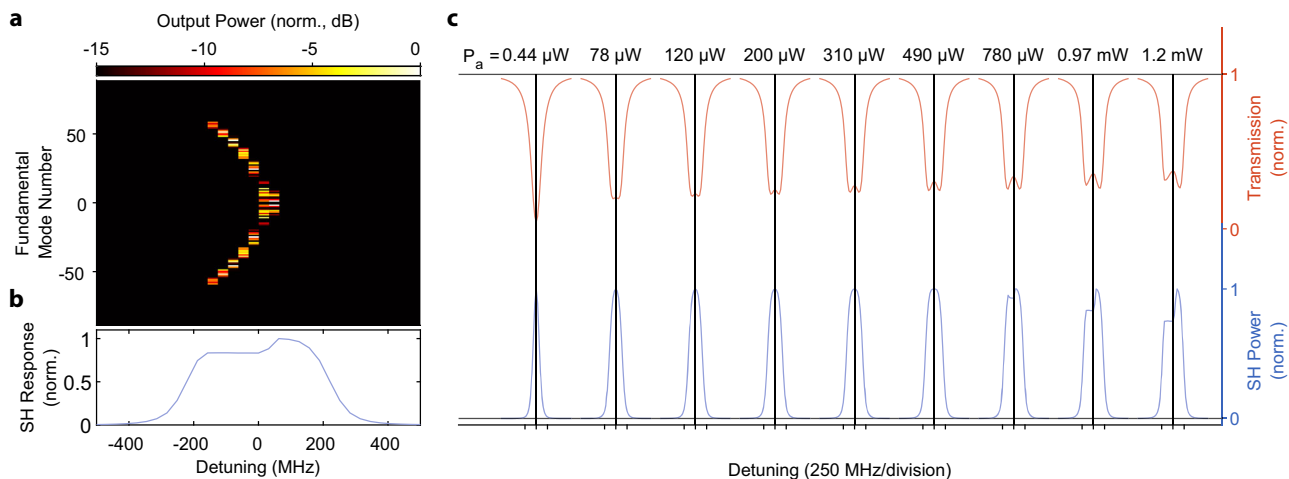 a
Output Power (norm., dB)
-15 -10 -5 0
Fundamental
Mode Number
50
0
-50
b
SH Response
(norm.)
1
0.5
0
-400 -200 0 200 400
Detuning (MHz)
c
Pa = 0.44 µW 78 µW 120 µW 200 µW 310 µW 490 µW 780 µW 0.97 mW 1.2 mW
1
Transmission
(norm.)
0
1
SH Power
(norm.)
0
Detuning (250 MHz/division)